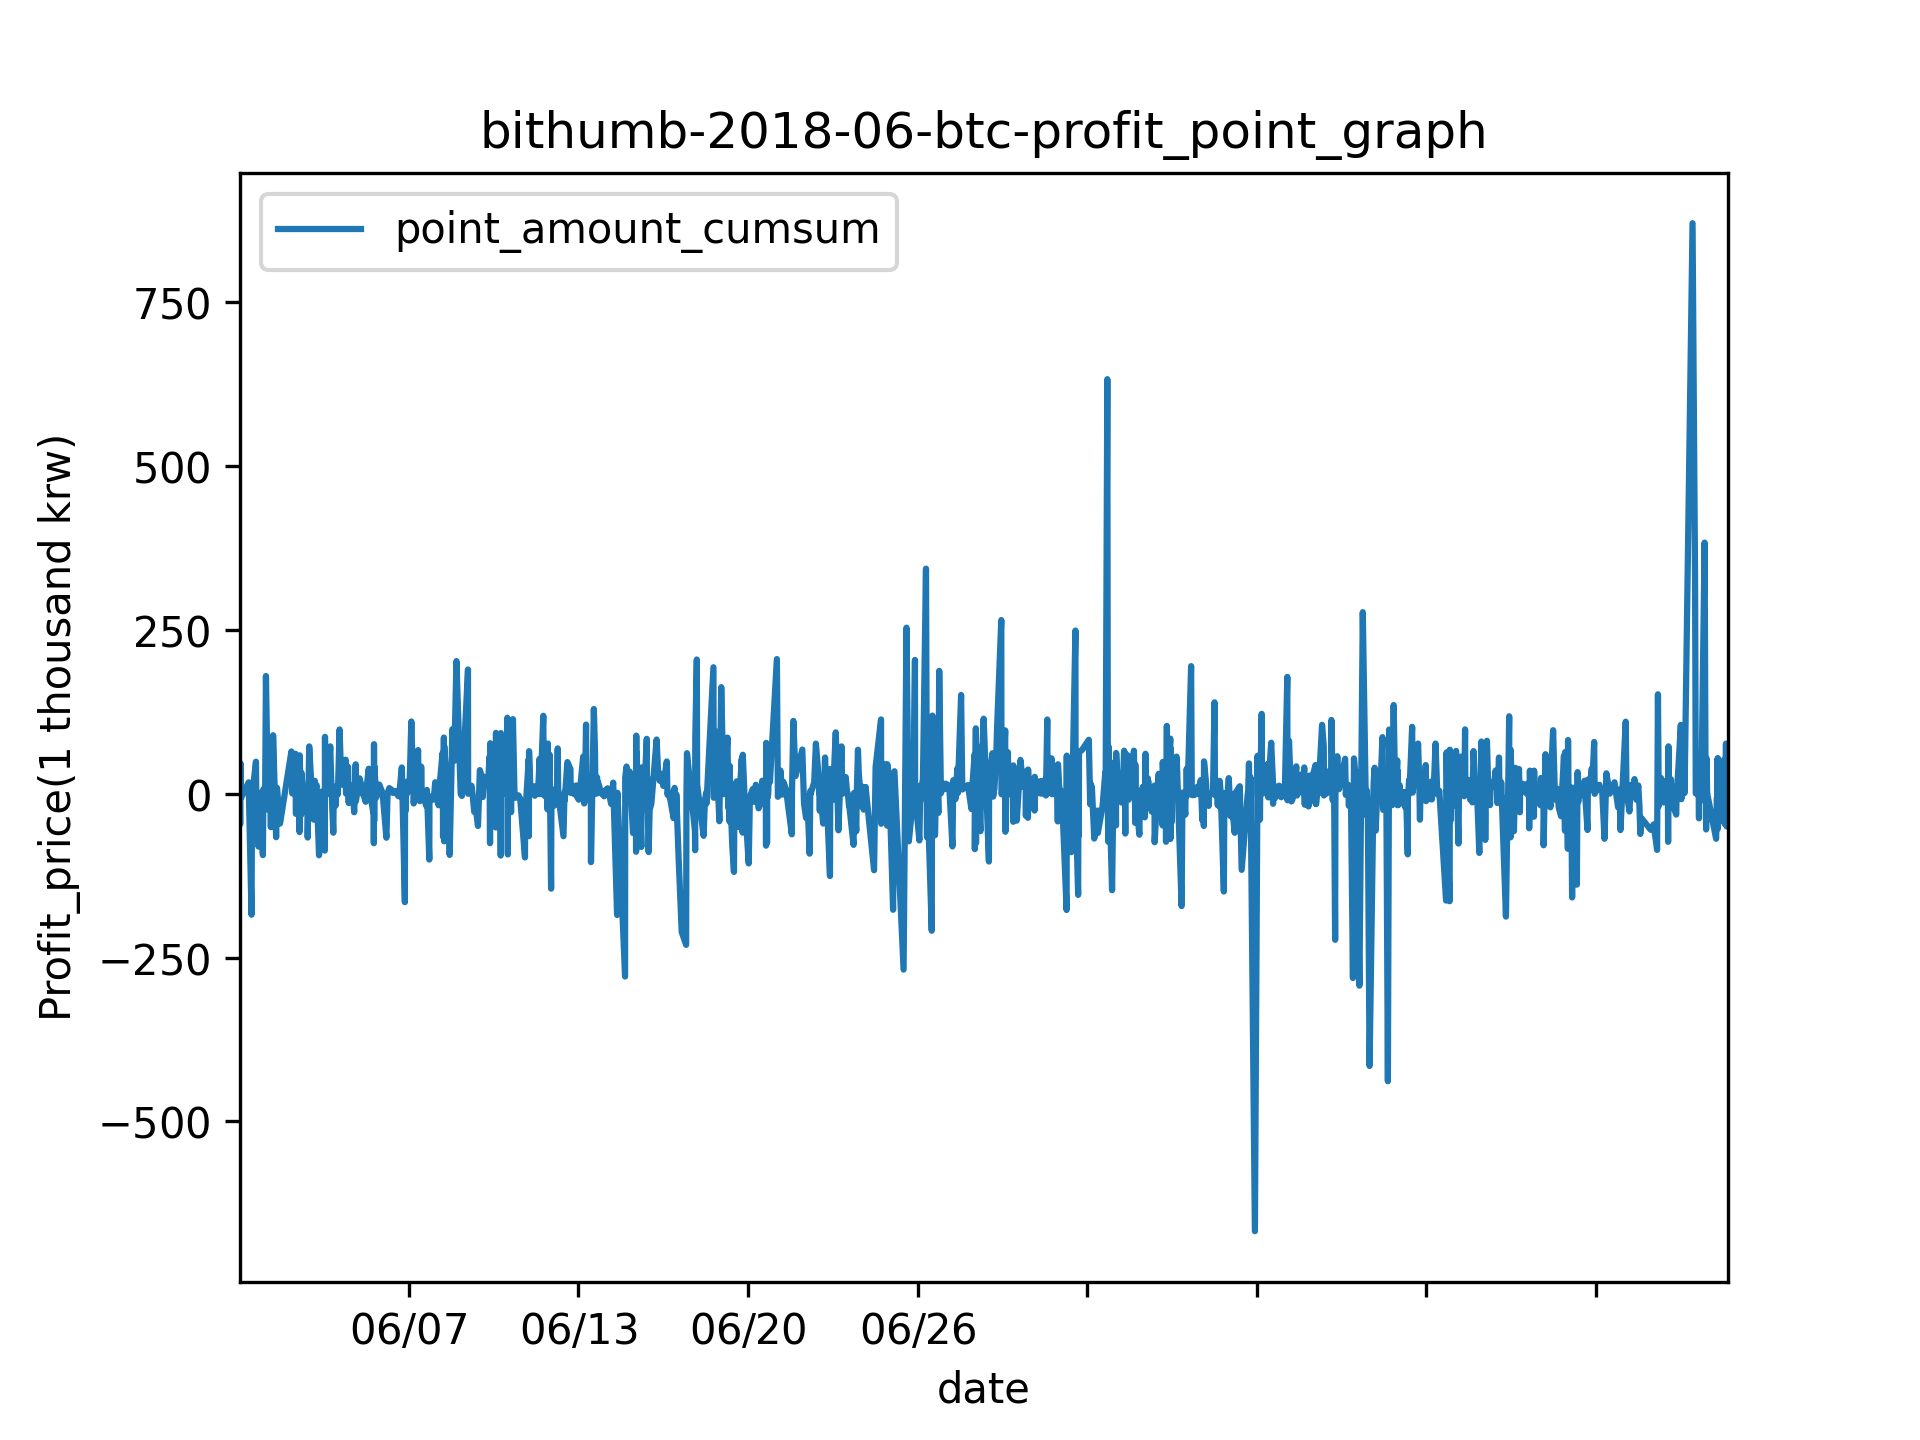 bithumb-2018-06-btc-profit_point_graph
point_amount_cumsum
Profit_price(1 thousand krw)
750
500
250
0
−250
−500
06/07 06/13 06/20 06/26
date